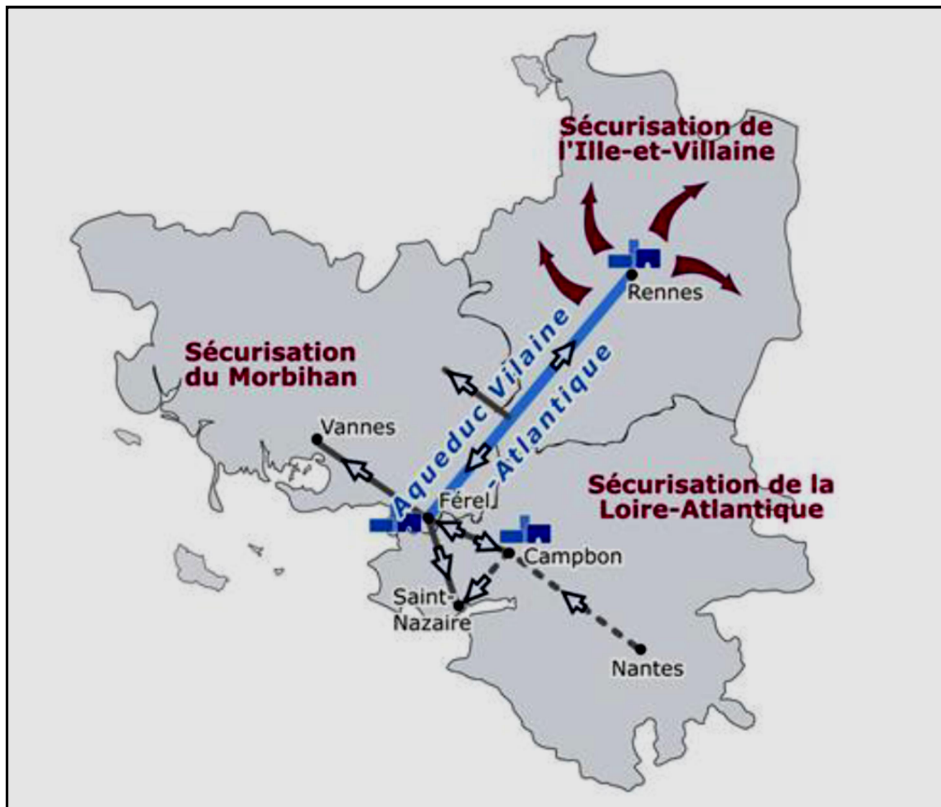 Sécurisation de
l'Ille-et-Villaine
Rennes
Aqueduc Vilaine
-Atlantique
Sécurisation
du Morbihan
Vannes
Sécurisation de la
Loire-Atlantique
Férel
Campbon
Saint-
Nazaire
Nantes